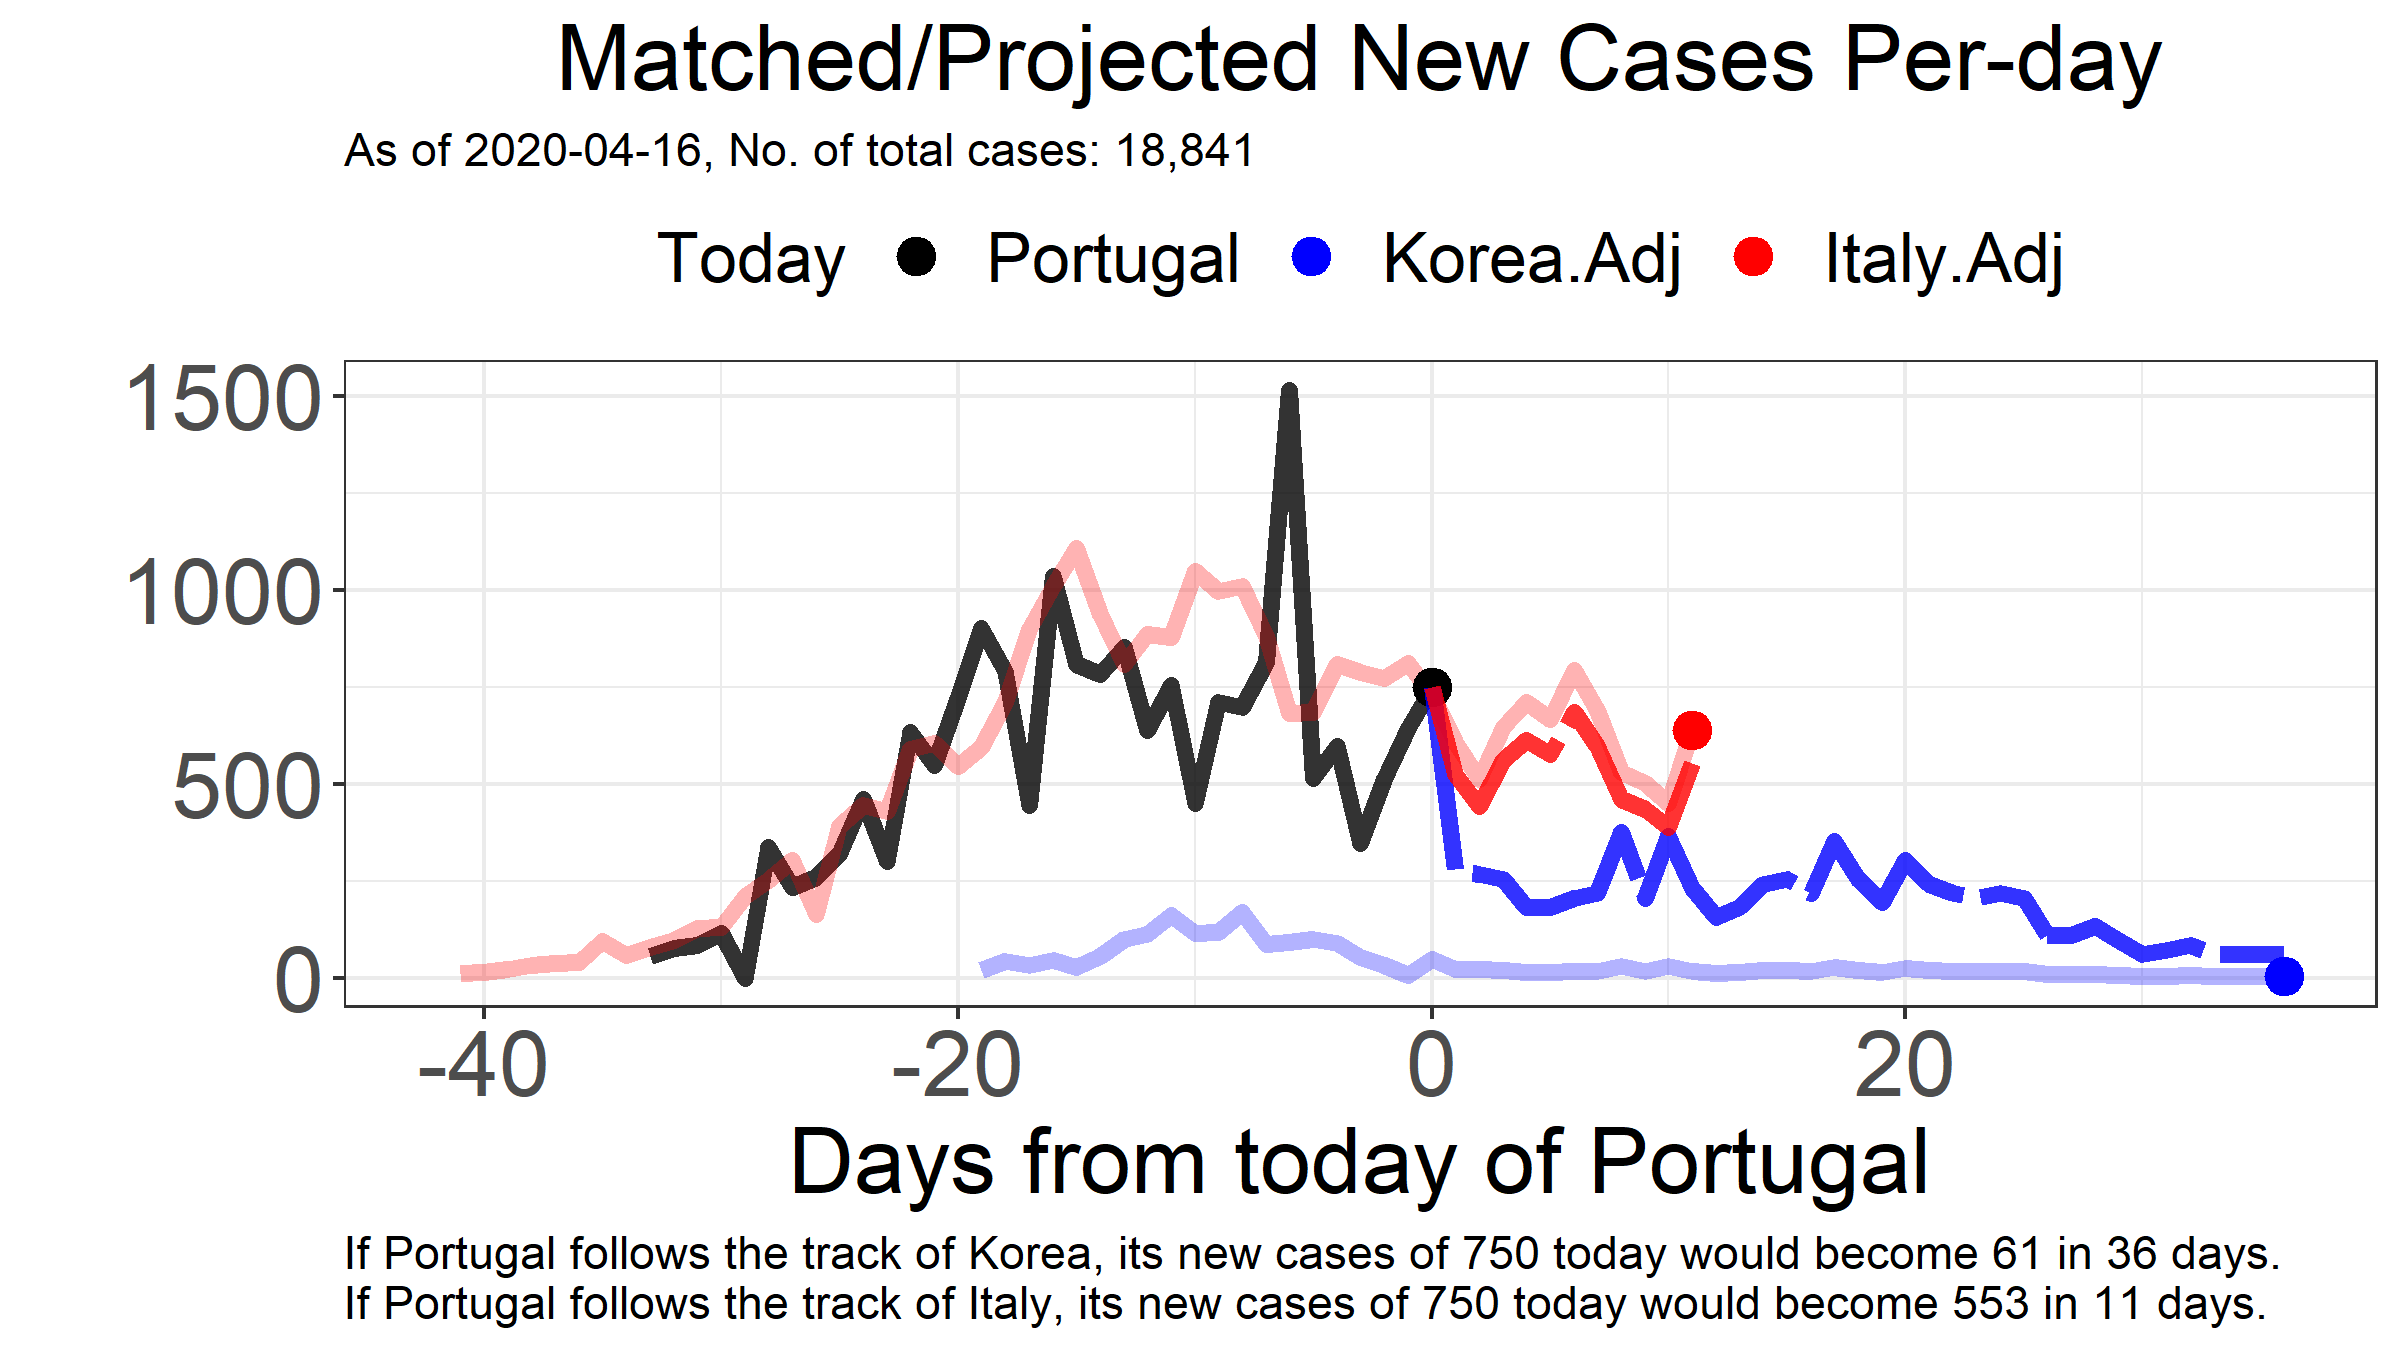 Matched/Projected New Cases Per-day
As of 2020-04-16, No. of total cases: 18,841
Today Portugal Korea.Adj Italy.Adj
1500
1000
500
0
-40 -20 0 20
Days from today of Portugal
If Portugal follows the track of Korea, its new cases of 750 today would become 61 in 36 days.
If Portugal follows the track of Italy, its new cases of 750 today would become 553 in 11 days.